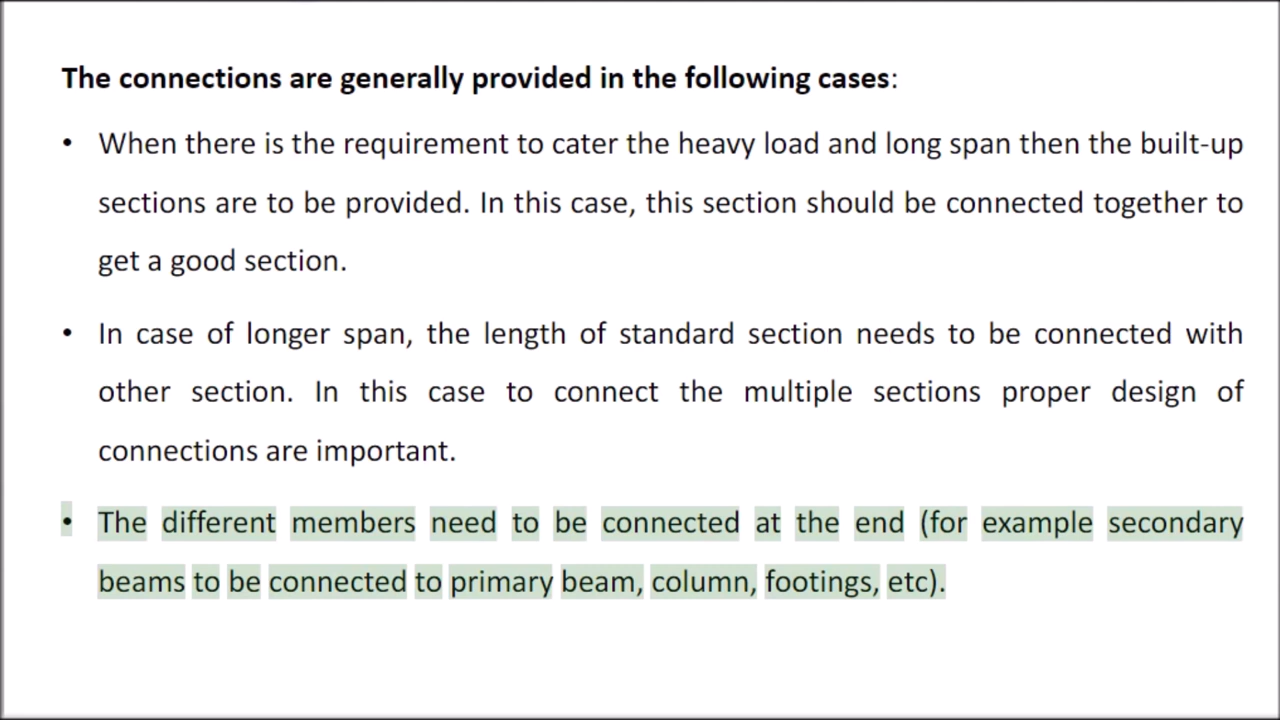 The connections are generally provided in the following cases:
• When there is the requirement to cater the heavy load and long span then the built-up
sections are to be provided. In this case, this section should be connected together to
get a good section.
• In case of longer span, the length of standard section needs to be connected with
other section. In this case to connect the multiple sections proper design of
connections are important.
• The different members need to be connected at the end (for example secondary
beams to be connected to primary beam, column, footings, etc).